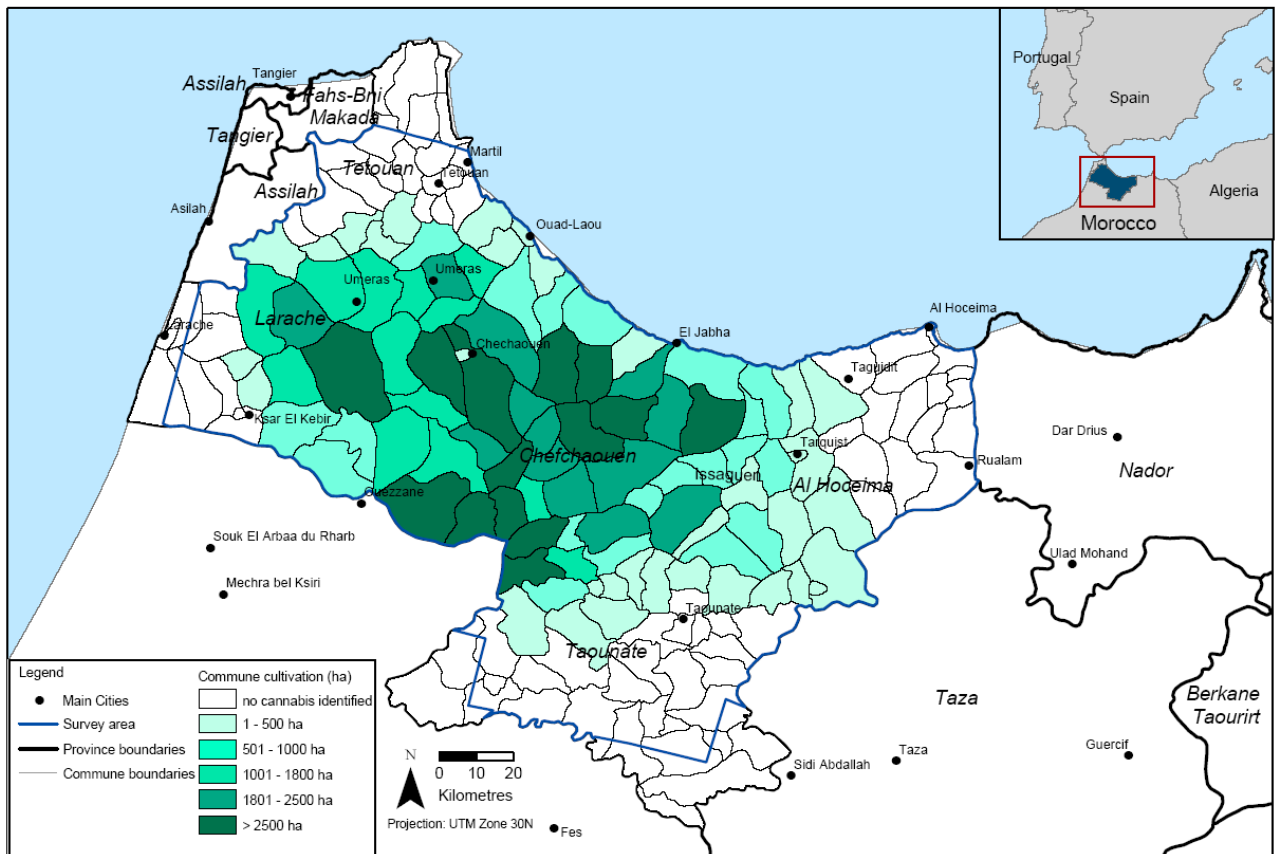 Portugal
Spain
Algeria
Morocco
Tangier
Assilah
Fahs-Bni
Makada
Tangier
Martil
Tetouan
Tetouan
Assilah
Asilah
Ouad-Laou
Umeras
Umeras
Larache
Larache
Al Hoceima
El Jabha
Chechaouen
Taguidit
Ksar El Kebir
Dar Drius
Tarquist
Chefchaouen
Issaguen
Rualam
Nador
Al Hoceima
Ouezzane
Souk El Arbaa du Rharb
Ulad Mohand
Mechra bel Ksiri
Taounate
Taounate
Taza
Berkane
Taourirt
Taza
Guercif
Sidi Abdallah
Fes
Legend
Main Cities
Survey area
Province boundaries
Commune boundaries
Commune cultivation (ha)
no cannabis identified
1 - 500 ha
501 - 1000 ha
1001 - 1800 ha
1801 - 2500 ha
> 2500 ha
N
0 10 20
Kilometres
Projection: UTM Zone 30N